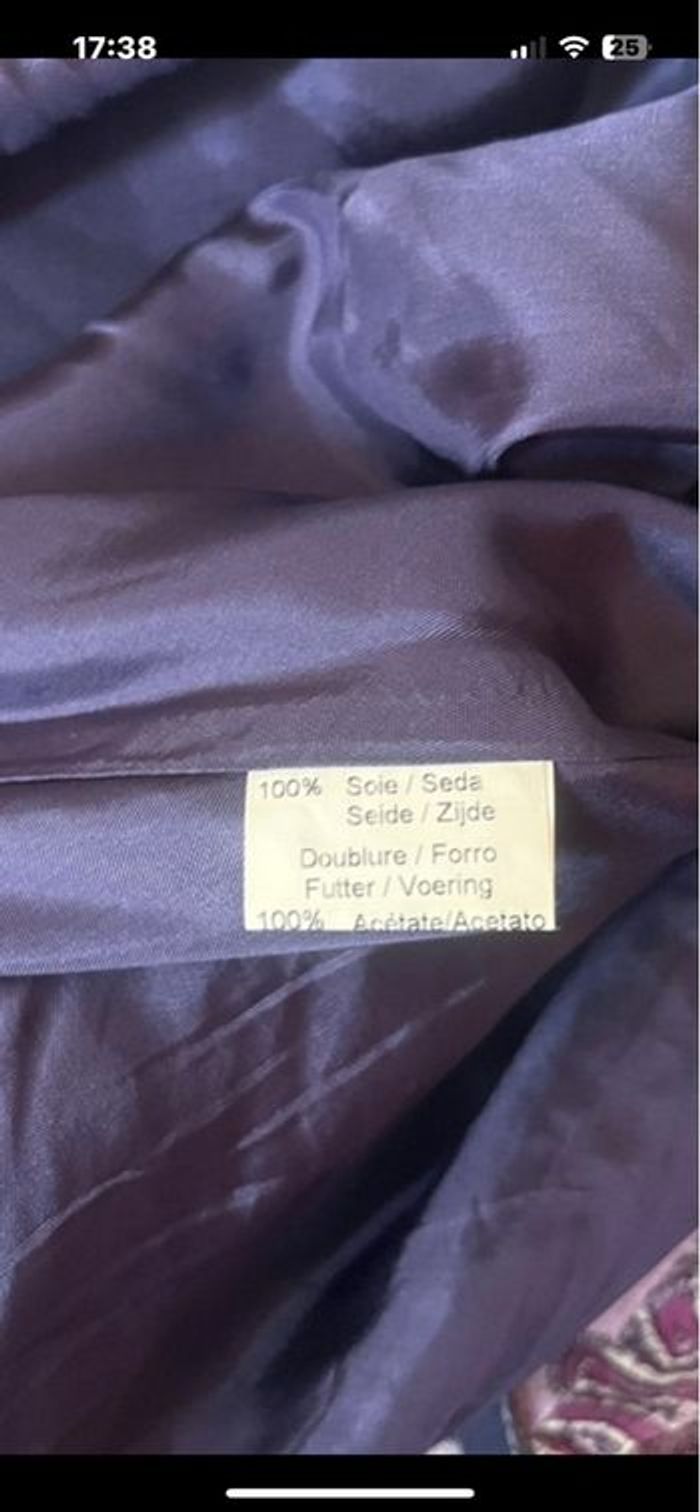 17:38
25
100% Soie / Seda
Seide / Zijde
Doublure / Forro
Futter / Voering
100% Acétate/Acetato